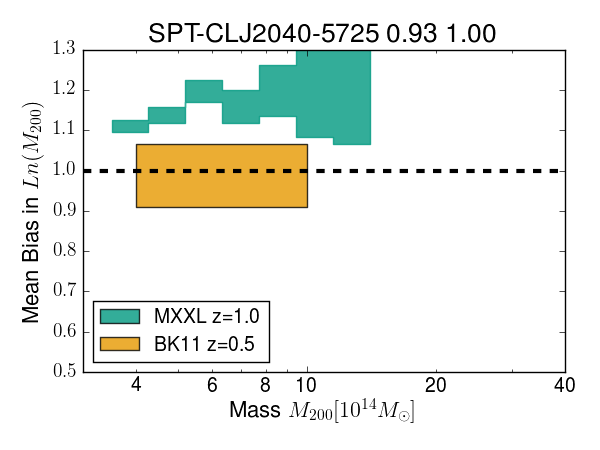 SPT-CLJ2040-5725 0.93 1.00
Mean Bias in Ln(M200)
1.3
1.2
1.1
1.0
0.9
0.8
0.7
0.6
0.5
MXXL z=1.0
BK11 z=0.5
4 6 8 10 20 40
Mass M200[10^14 M⊙]